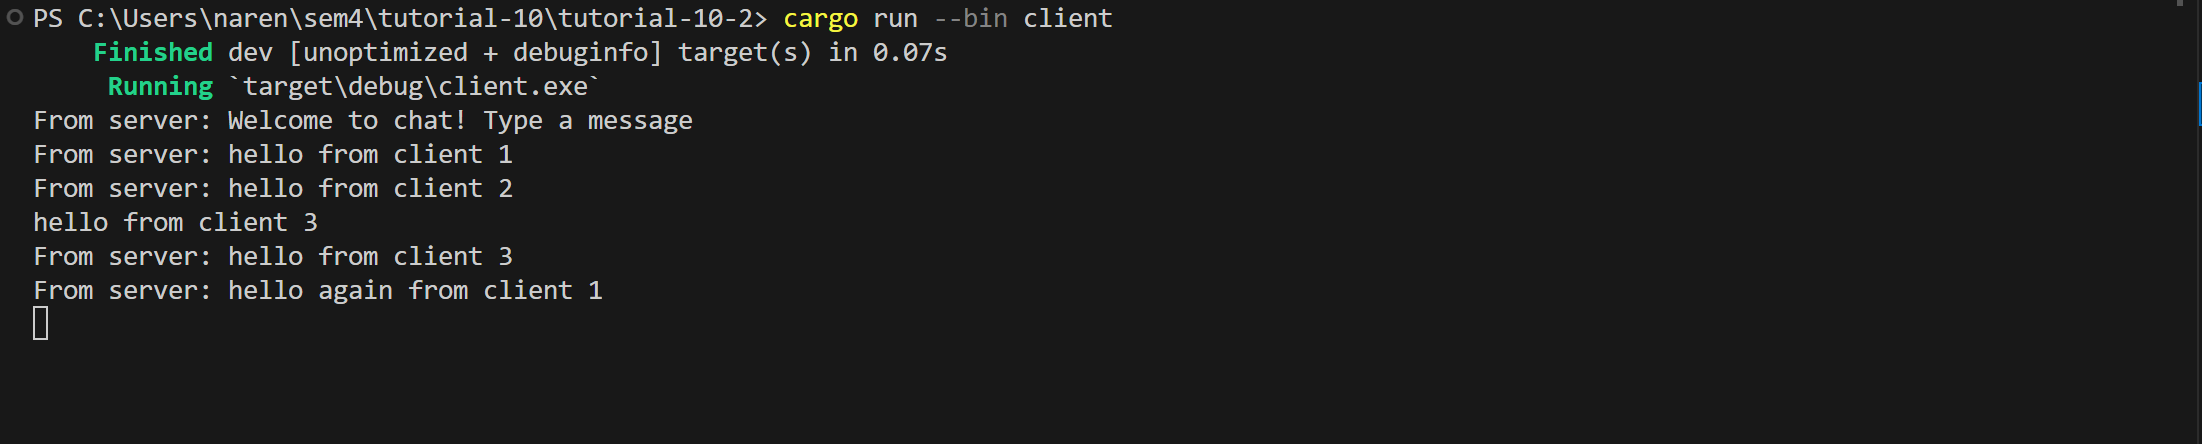 PS C:\Users\naren\sem4\tutorial-10\tutorial-10-2> cargo run --bin client
Finished dev [unoptimized + debuginfo] target(s) in 0.07s
Running `target\debug\client.exe`
From server: Welcome to chat! Type a message
From server: hello from client 1
From server: hello from client 2
hello from client 3
From server: hello from client 3
From server: hello again from client 1